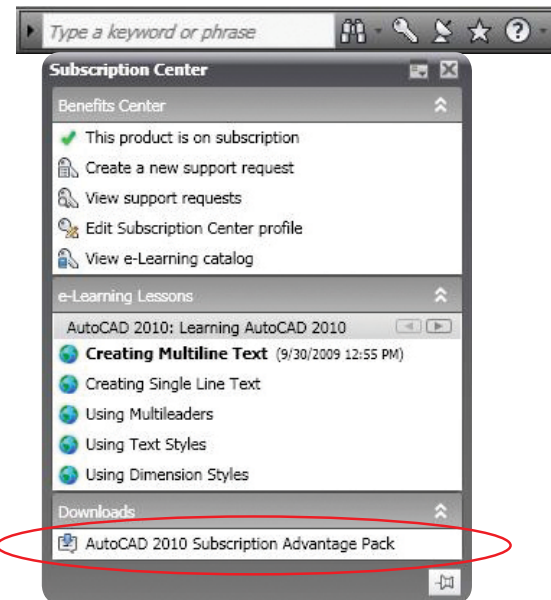 Type a keyword or phrase
Subscription Center
Benefits Center
This product is on subscription
Create a new support request
View support requests
Edit Subscription Center profile
View e-Learning catalog
e-Learning Lessons
AutoCAD 2010: Learning AutoCAD 2010
Creating Multiline Text (9/30/2009 12:55 PM)
Creating Single Line Text
Using Multileaders
Using Text Styles
Using Dimension Styles
Downloads
AutoCAD 2010 Subscription Advantage Pack